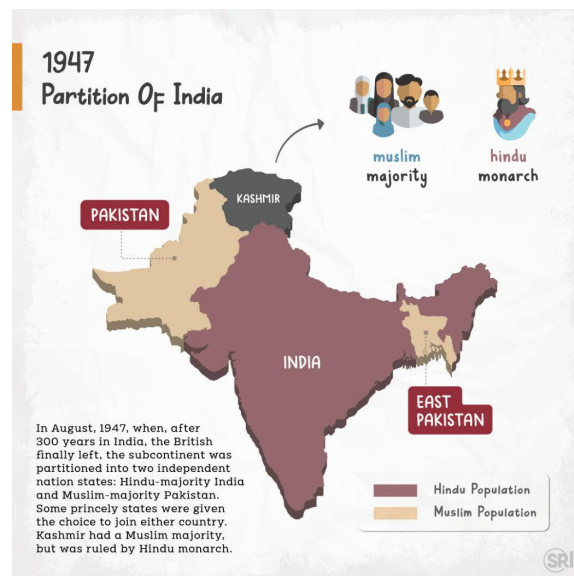 1947
Partition Of India
muslim
majority
hindu
monarch
KASHMIR
PAKISTAN
INDIA
EAST
PAKISTAN
In August, 1947, when, after
300 years in India, the British
finally left, the subcontinent was
partitioned into two independent
nation states: Hindu-majority India
and Muslim-majority Pakistan.
Some princely states were given
the choice to join either country.
Kashmir had a Muslim majority,
but was ruled by Hindu monarch.
Hindu Population
Muslim Population
SRI